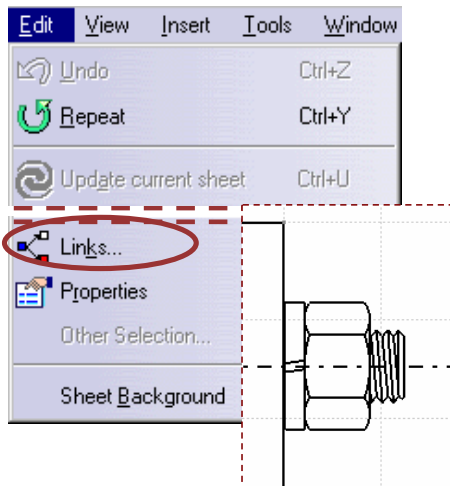 Edit View Insert Tools Window
Undo Ctrl+Z
Repeat Ctrl+Y
Update current sheet Ctrl+U
Links...
Properties
Other Selection...
Sheet Background